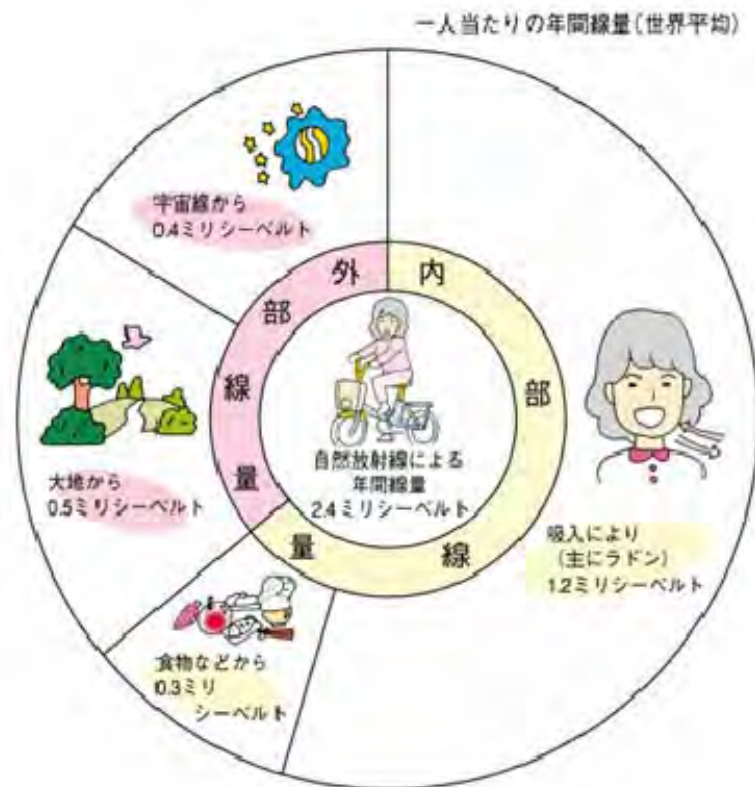 一人当たりの年間線量(世界平均)
宇宙線から
0.4ミリシーベルト
外部線量
内部線量
大地から
0.5ミリシーベルト
自然放射線による
年間線量
2.4ミリシーベルト
吸入により
(主にラドン)
1.2ミリシーベルト
食物などから
0.3ミリ
シーベルト